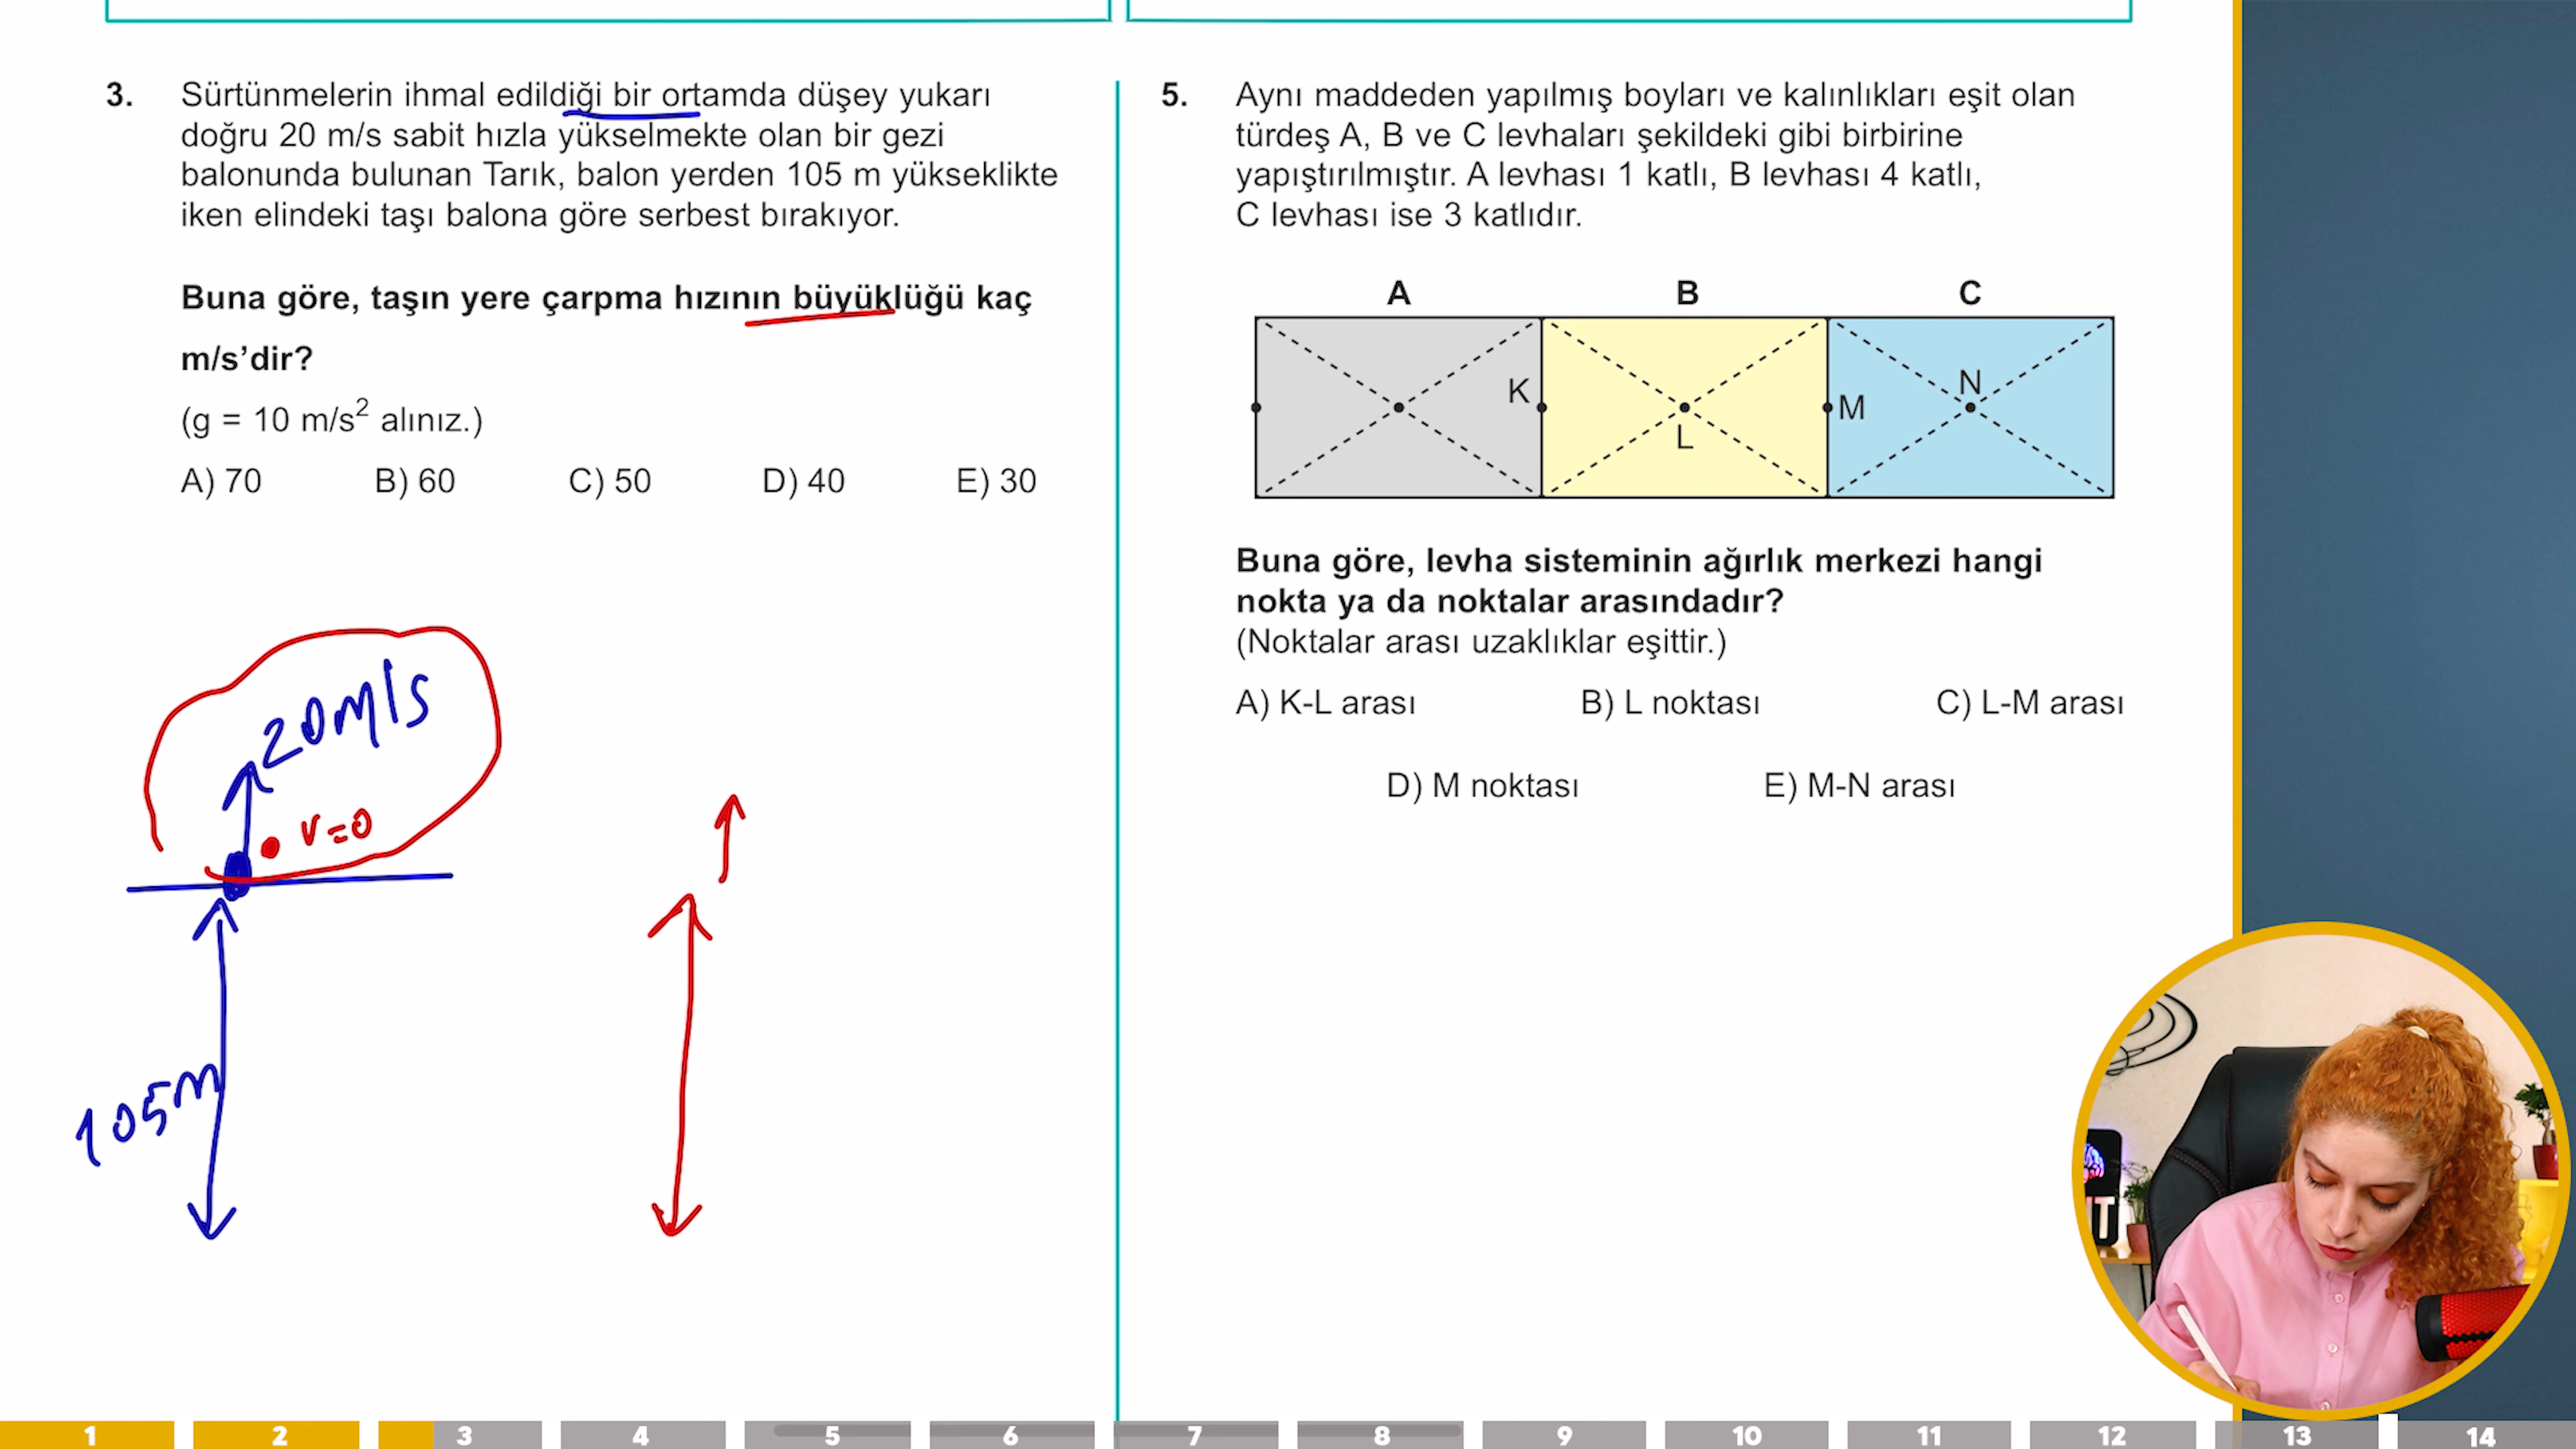 3. Sürtünmelerin ihmal edildiği bir ortamda düşey yukarı
doğru 20 m/s sabit hızla yükselmekte olan bir gezi
balonunda bulunan Tarık, balon yerden 105 m yükseklikte
iken elindeki taşı balona göre serbest bırakıyor.
Buna göre, taşın yere çarpma hızının büyüklüğü kaç
m/s'dir?
(g = 10 m/s² alınız.)
A) 70 B) 60 C) 50 D) 40 E) 30
20m/s
v=0
105m
5. Aynı maddeden yapılmış boyları ve kalınlıkları eşit olan
türdeş A, B ve C levhaları şekildeki gibi birbirine
yapıştırılmıştır. A levhası 1 katlı, B levhası 4 katlı,
C levhası ise 3 katlıdır.
A B C
K L M N
Buna göre, levha sisteminin ağırlık merkezi hangi
nokta ya da noktalar arasındadır?
(Noktalar arası uzaklıklar eşittir.)
A) K-L arası B) L noktası C) L-M arası
D) M noktası E) M-N arası
1 2 3 4 5 6 7 8 9 10 11 12 13 14